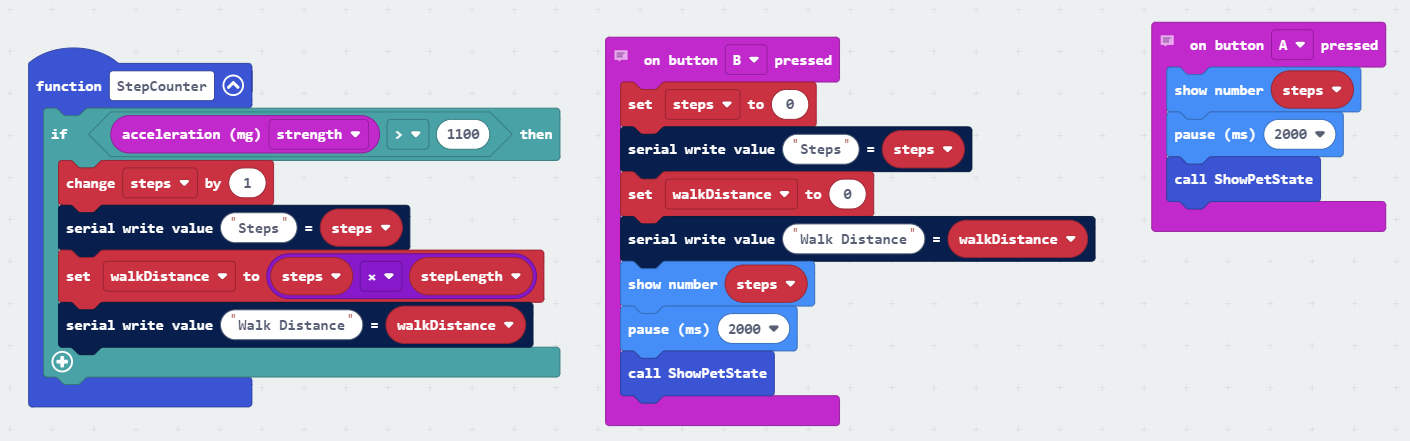 function StepCounter
if acceleration (mg) strength > 1100 then
change steps by 1
serial write value "Steps" = steps
set walkDistance to steps × stepLength
serial write value "Walk Distance" = walkDistance
on button B pressed
set steps to 0
serial write value "Steps" = steps
set walkDistance to 0
serial write value "Walk Distance" = walkDistance
show number steps
pause (ms) 2000
call ShowPetState
on button A pressed
show number steps
pause (ms) 2000
call ShowPetState